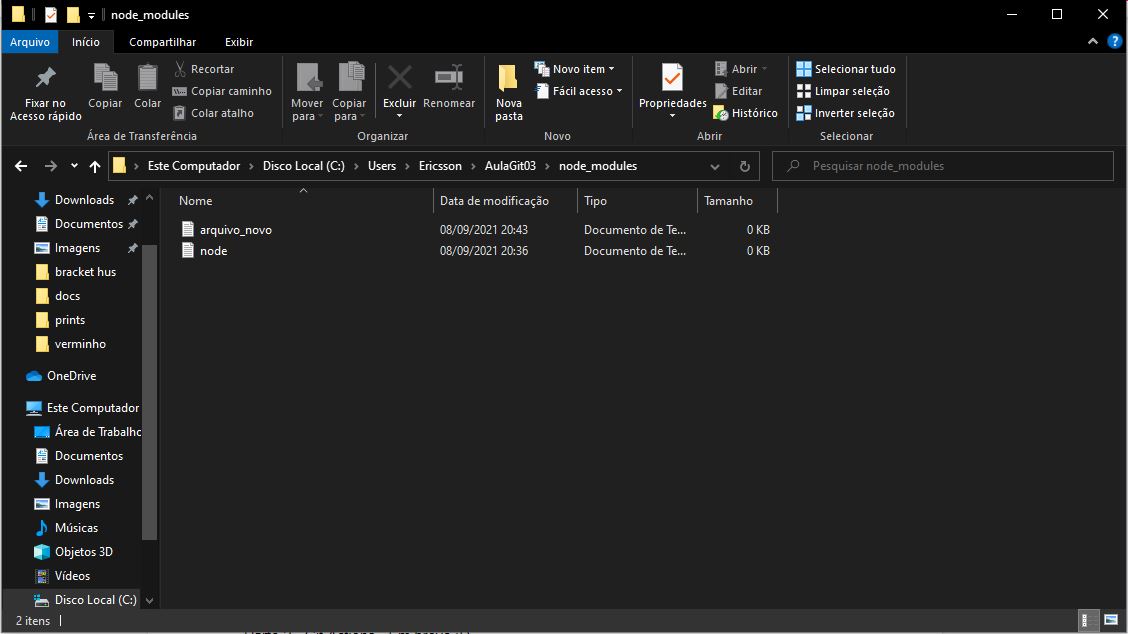 node_modules
Arquivo Início Compartilhar Exibir
Fixar no Acesso rápido
Copiar
Colar
Recortar
Copiar caminho
Colar atalho
Área de Transferência
Mover para
Copiar para
Excluir
Renomear
Organizar
Nova pasta
Novo item
Fácil acesso
Novo
Propriedades
Abrir
Editar
Histórico
Abrir
Selecionar tudo
Limpar seleção
Inverter seleção
Selecionar
Este Computador > Disco Local (C:) > Users > Ericsson > AulaGit03 > node_modules
Pesquisar node_modules
Downloads
Documentos
Imagens
bracket hus
docs
prints
verminho
OneDrive
Este Computador
Área de Trabalho
Documentos
Downloads
Imagens
Músicas
Objetos 3D
Vídeos
Disco Local (C:)
Nome Data de modificação Tipo Tamanho
arquivo_novo 08/09/2021 20:43 Documento de Te... 0 KB
node 08/09/2021 20:36 Documento de Te... 0 KB
2 itens